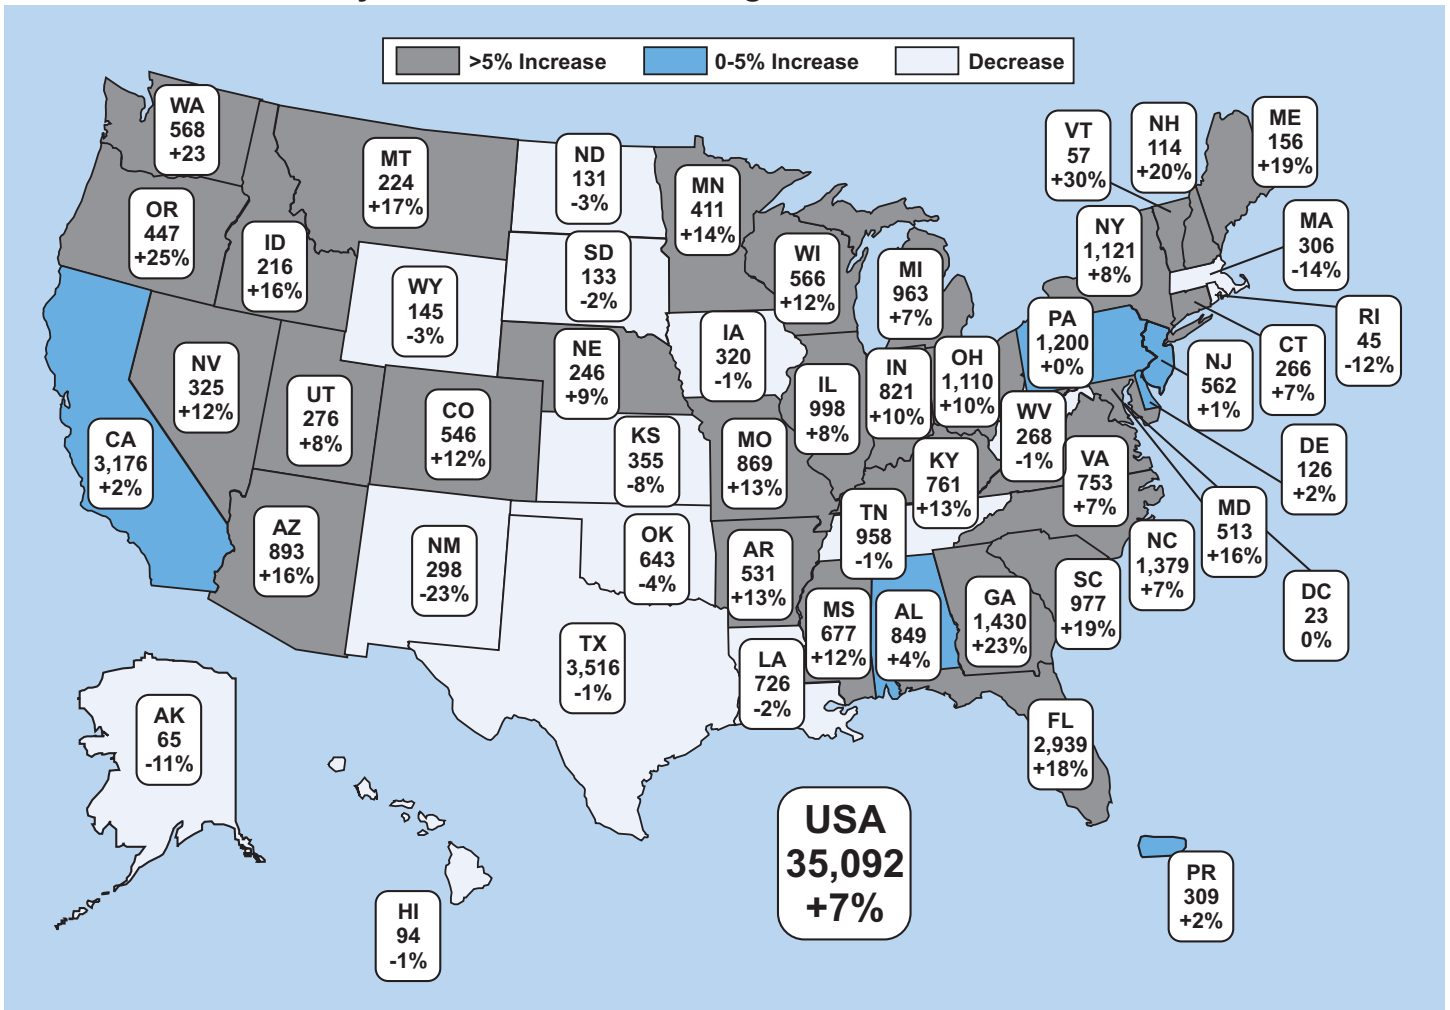 >5% Increase
0-5% Increase
Decrease
WA
568
+23
MT
224
+17%
ND
131
-3%
MN
411
+14%
VT
57
+30%
NH
114
+20%
ME
156
+19%
OR
447
+25%
ID
216
+16%
WY
145
-3%
SD
133
-2%
WI
566
+12%
MI
963
+7%
NY
1,121
+8%
MA
306
-14%
RI
45
-12%
NV
325
+12%
UT
276
+8%
CO
546
+12%
NE
246
+9%
IA
320
-1%
IL
998
+8%
IN
821
+10%
OH
1,110
+10%
PA
1,200
+0%
NJ
562
+1%
CT
266
+7%
CA
3,176
+2%
KS
355
-8%
MO
869
+13%
KY
761
+13%
WV
268
-1%
VA
753
+7%
DE
126
+2%
MD
513
+16%
AZ
893
+16%
NM
298
-23%
OK
643
-4%
AR
531
+13%
TN
958
-1%
NC
1,379
+7%
DC
23
0%
TX
3,516
-1%
LA
726
-2%
MS
677
+12%
AL
849
+4%
GA
1,430
+23%
SC
977
+19%
AK
65
-11%
FL
2,939
+18%
HI
94
-1%
USA
35,092
+7%
PR
309
+2%